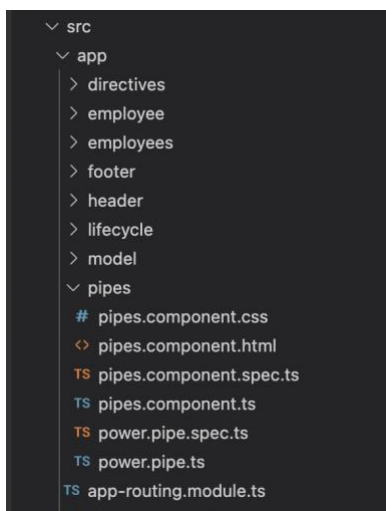 src
app
directives
employee
employees
footer
header
lifecycle
model
pipes
# pipes.component.css
<> pipes.component.html
TS pipes.component.spec.ts
TS pipes.component.ts
TS power.pipe.spec.ts
TS power.pipe.ts
TS app-routing.module.ts